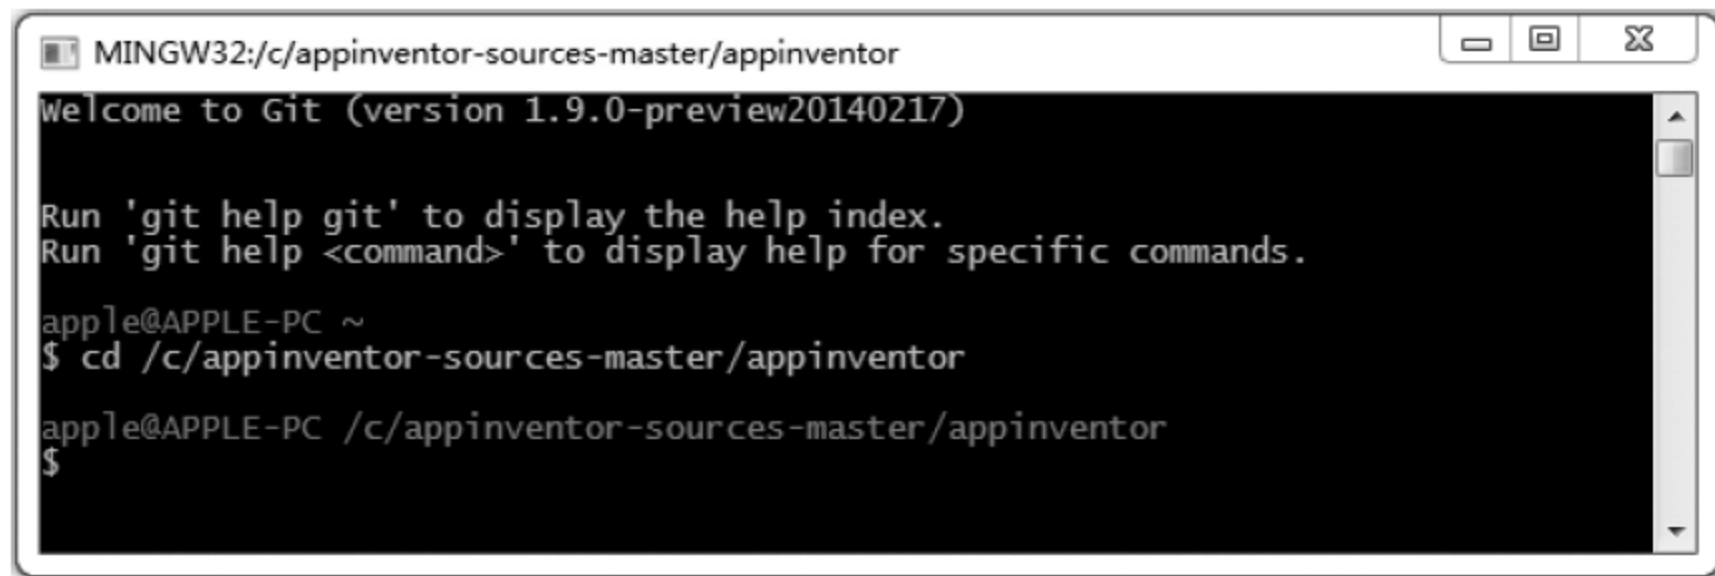 MINGW32:/c/appinventor-sources-master/appinventor
Welcome to Git (version 1.9.0-preview20140217)
Run 'git help git' to display the help index.
Run 'git help <command>' to display help for specific commands.
apple@APPLE-PC ~
$ cd /c/appinventor-sources-master/appinventor
apple@APPLE-PC /c/appinventor-sources-master/appinventor
$